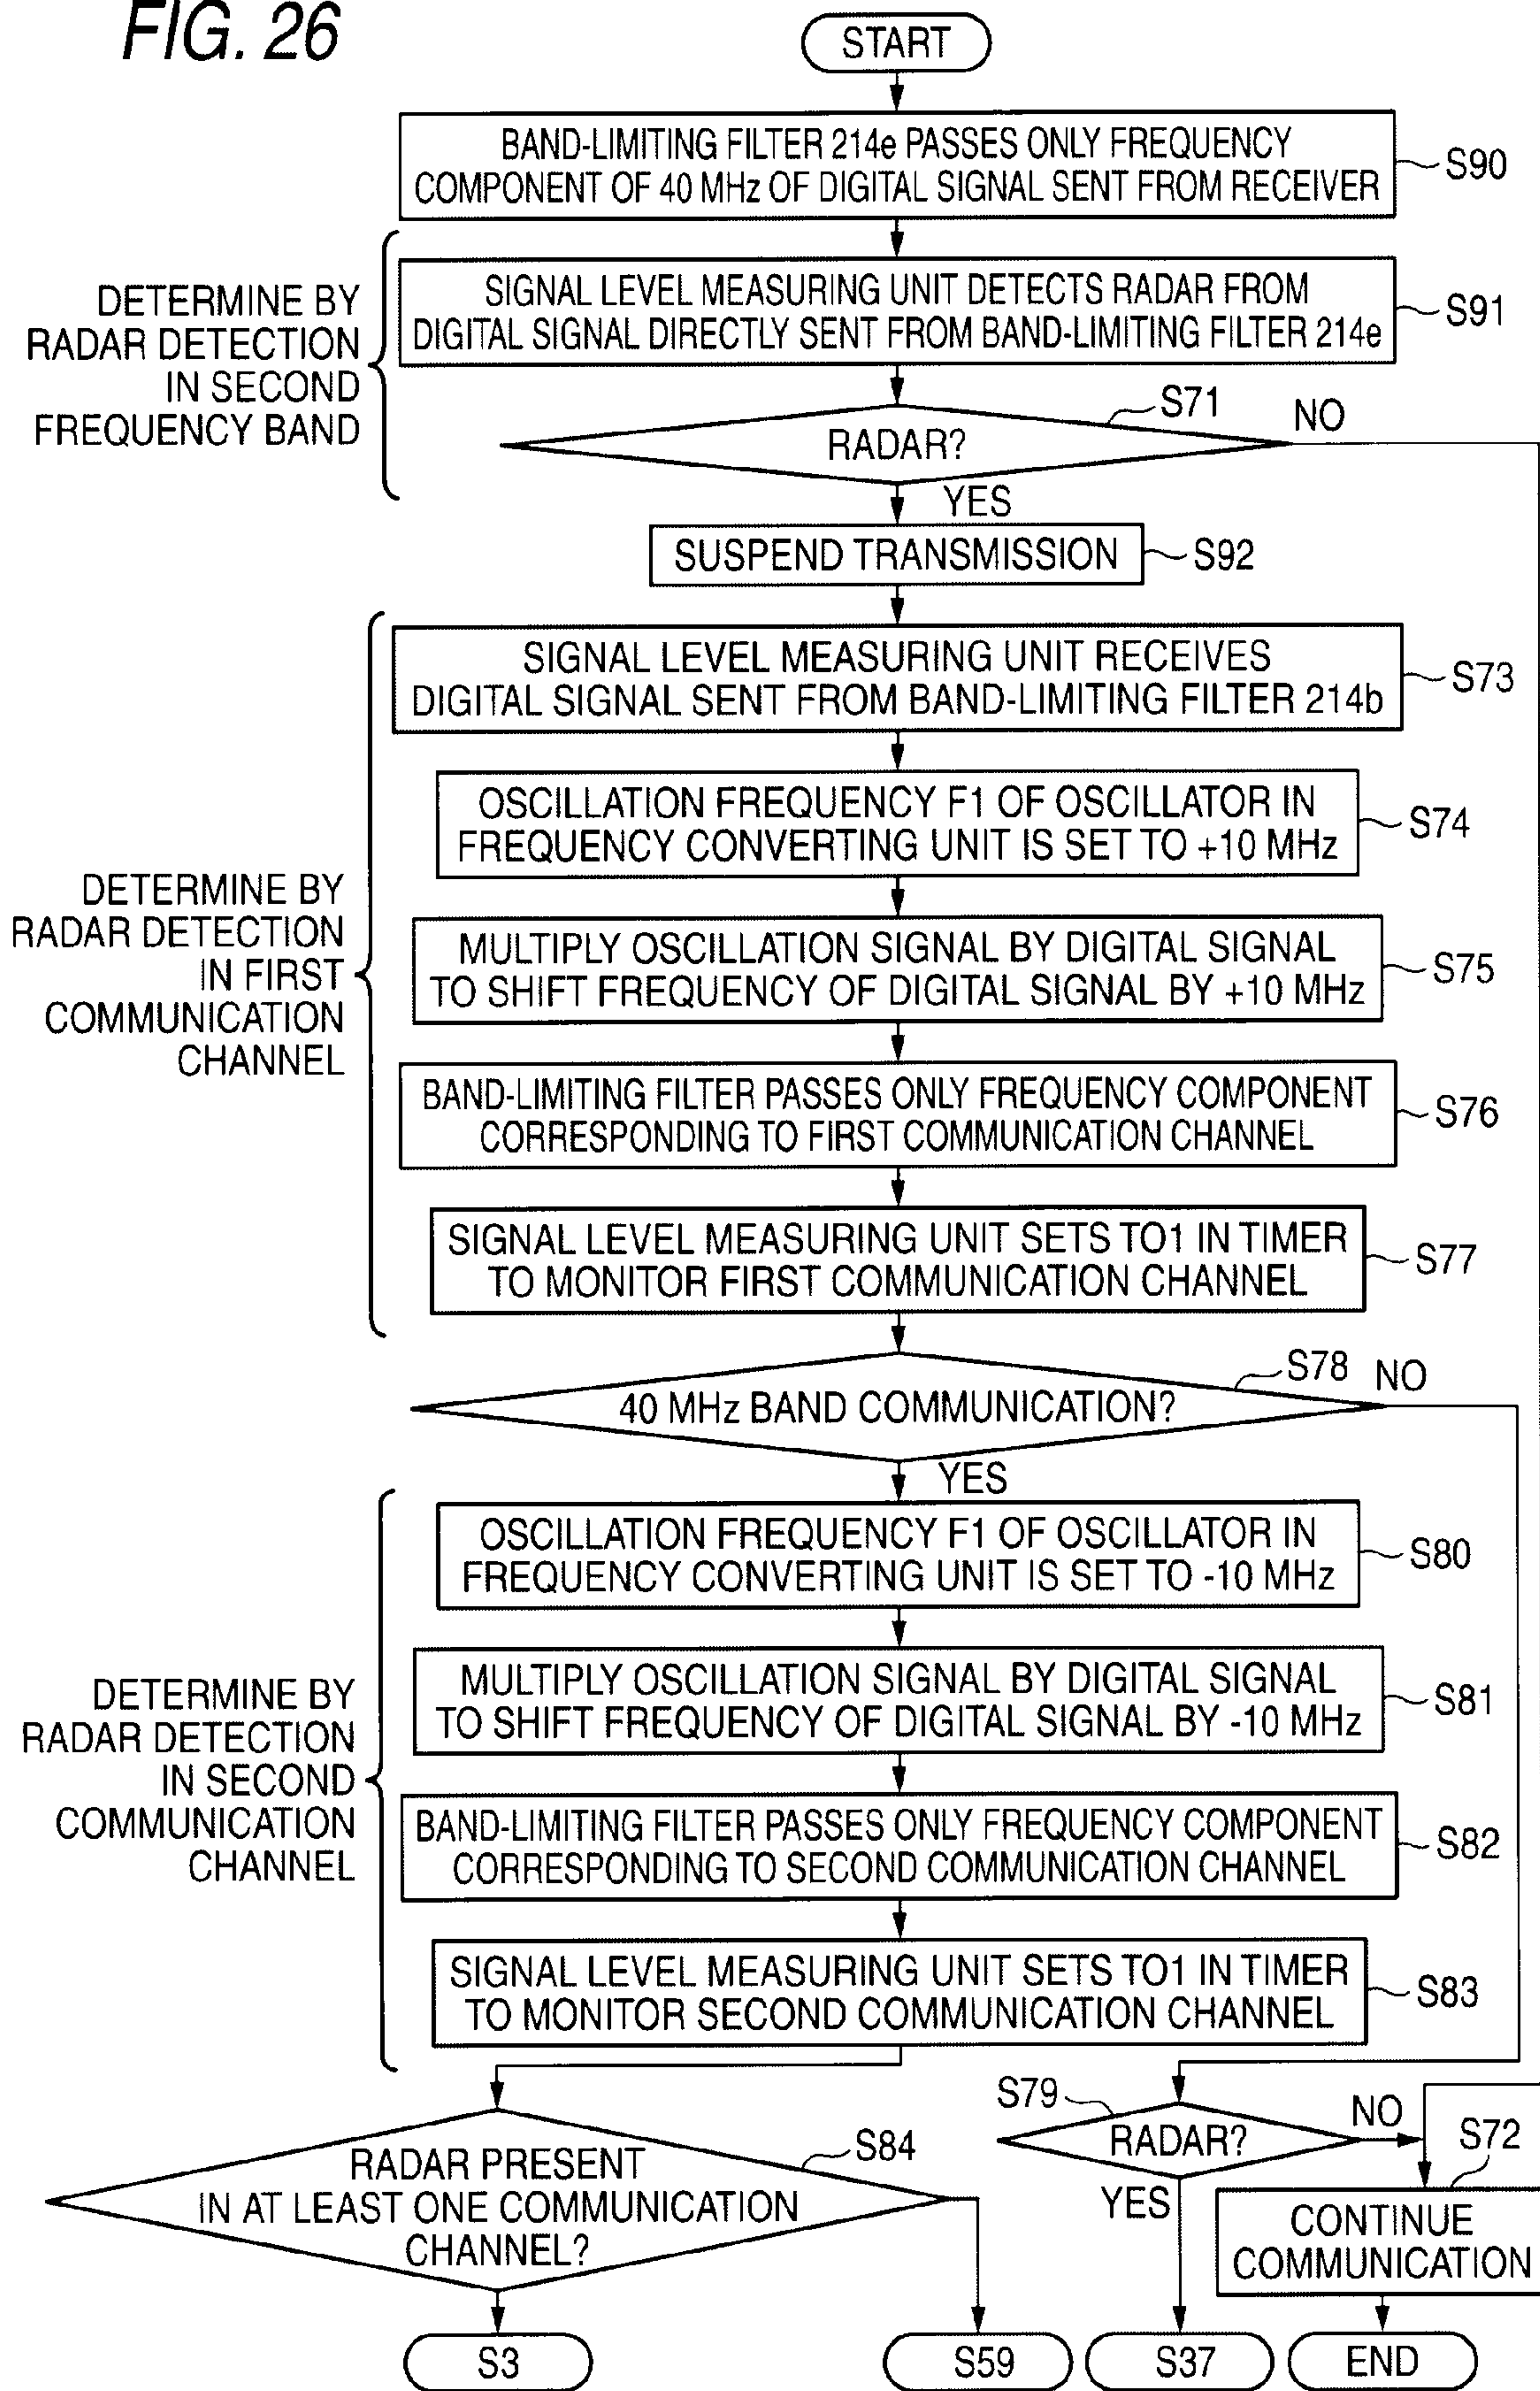 FIG. 26
START
BAND-LIMITING FILTER 214e PASSES ONLY FREQUENCY
COMPONENT OF 40 MHz OF DIGITAL SIGNAL SENT FROM RECEIVER
S90
DETERMINE BY
RADAR DETECTION
IN SECOND
FREQUENCY BAND
SIGNAL LEVEL MEASURING UNIT DETECTS RADAR FROM
DIGITAL SIGNAL DIRECTLY SENT FROM BAND-LIMITING FILTER 214e
S91
S71
RADAR?
NO
YES
SUSPEND TRANSMISSION
S92
DETERMINE BY
RADAR DETECTION
IN FIRST
COMMUNICATION
CHANNEL
SIGNAL LEVEL MEASURING UNIT RECEIVES
DIGITAL SIGNAL SENT FROM BAND-LIMITING FILTER 214b
S73
OSCILLATION FREQUENCY F1 OF OSCILLATOR IN
FREQUENCY CONVERTING UNIT IS SET TO +10 MHz
S74
MULTIPLY OSCILLATION SIGNAL BY DIGITAL SIGNAL
TO SHIFT FREQUENCY OF DIGITAL SIGNAL BY +10 MHz
S75
BAND-LIMITING FILTER PASSES ONLY FREQUENCY COMPONENT
CORRESPONDING TO FIRST COMMUNICATION CHANNEL
S76
SIGNAL LEVEL MEASURING UNIT SETS TO1 IN TIMER
TO MONITOR FIRST COMMUNICATION CHANNEL
S77
S78
40 MHz BAND COMMUNICATION?
NO
YES
DETERMINE BY
RADAR DETECTION
IN SECOND
COMMUNICATION
CHANNEL
OSCILLATION FREQUENCY F1 OF OSCILLATOR IN
FREQUENCY CONVERTING UNIT IS SET TO -10 MHz
S80
MULTIPLY OSCILLATION SIGNAL BY DIGITAL SIGNAL
TO SHIFT FREQUENCY OF DIGITAL SIGNAL BY -10 MHz
S81
BAND-LIMITING FILTER PASSES ONLY FREQUENCY COMPONENT
CORRESPONDING TO SECOND COMMUNICATION CHANNEL
S82
SIGNAL LEVEL MEASURING UNIT SETS TO1 IN TIMER
TO MONITOR SECOND COMMUNICATION CHANNEL
S83
S84
RADAR PRESENT
IN AT LEAST ONE COMMUNICATION
CHANNEL?
S79
RADAR?
NO
YES
S72
CONTINUE
COMMUNICATION
S3
S59
S37
END